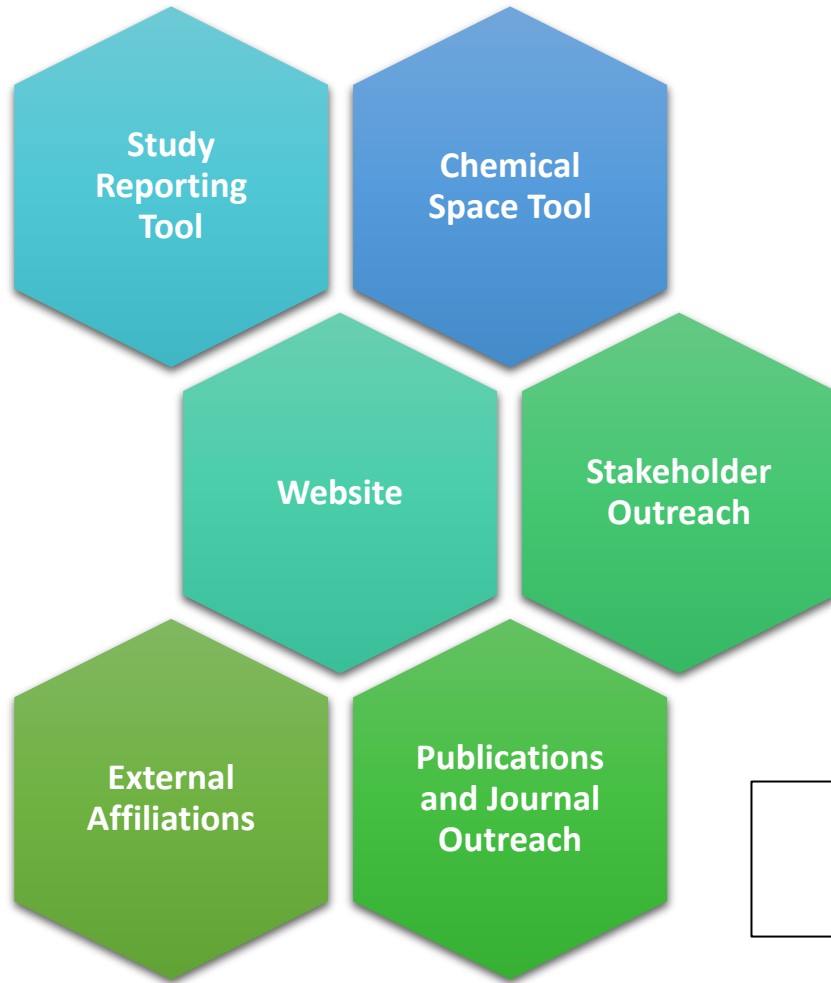 Study
Reporting
Tool
Chemical
Space Tool
Website
Stakeholder
Outreach
External
Affiliations
Publications
and Journal
Outreach